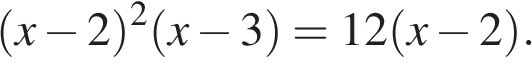 (x − 2)²(x − 3) = 12(x − 2).